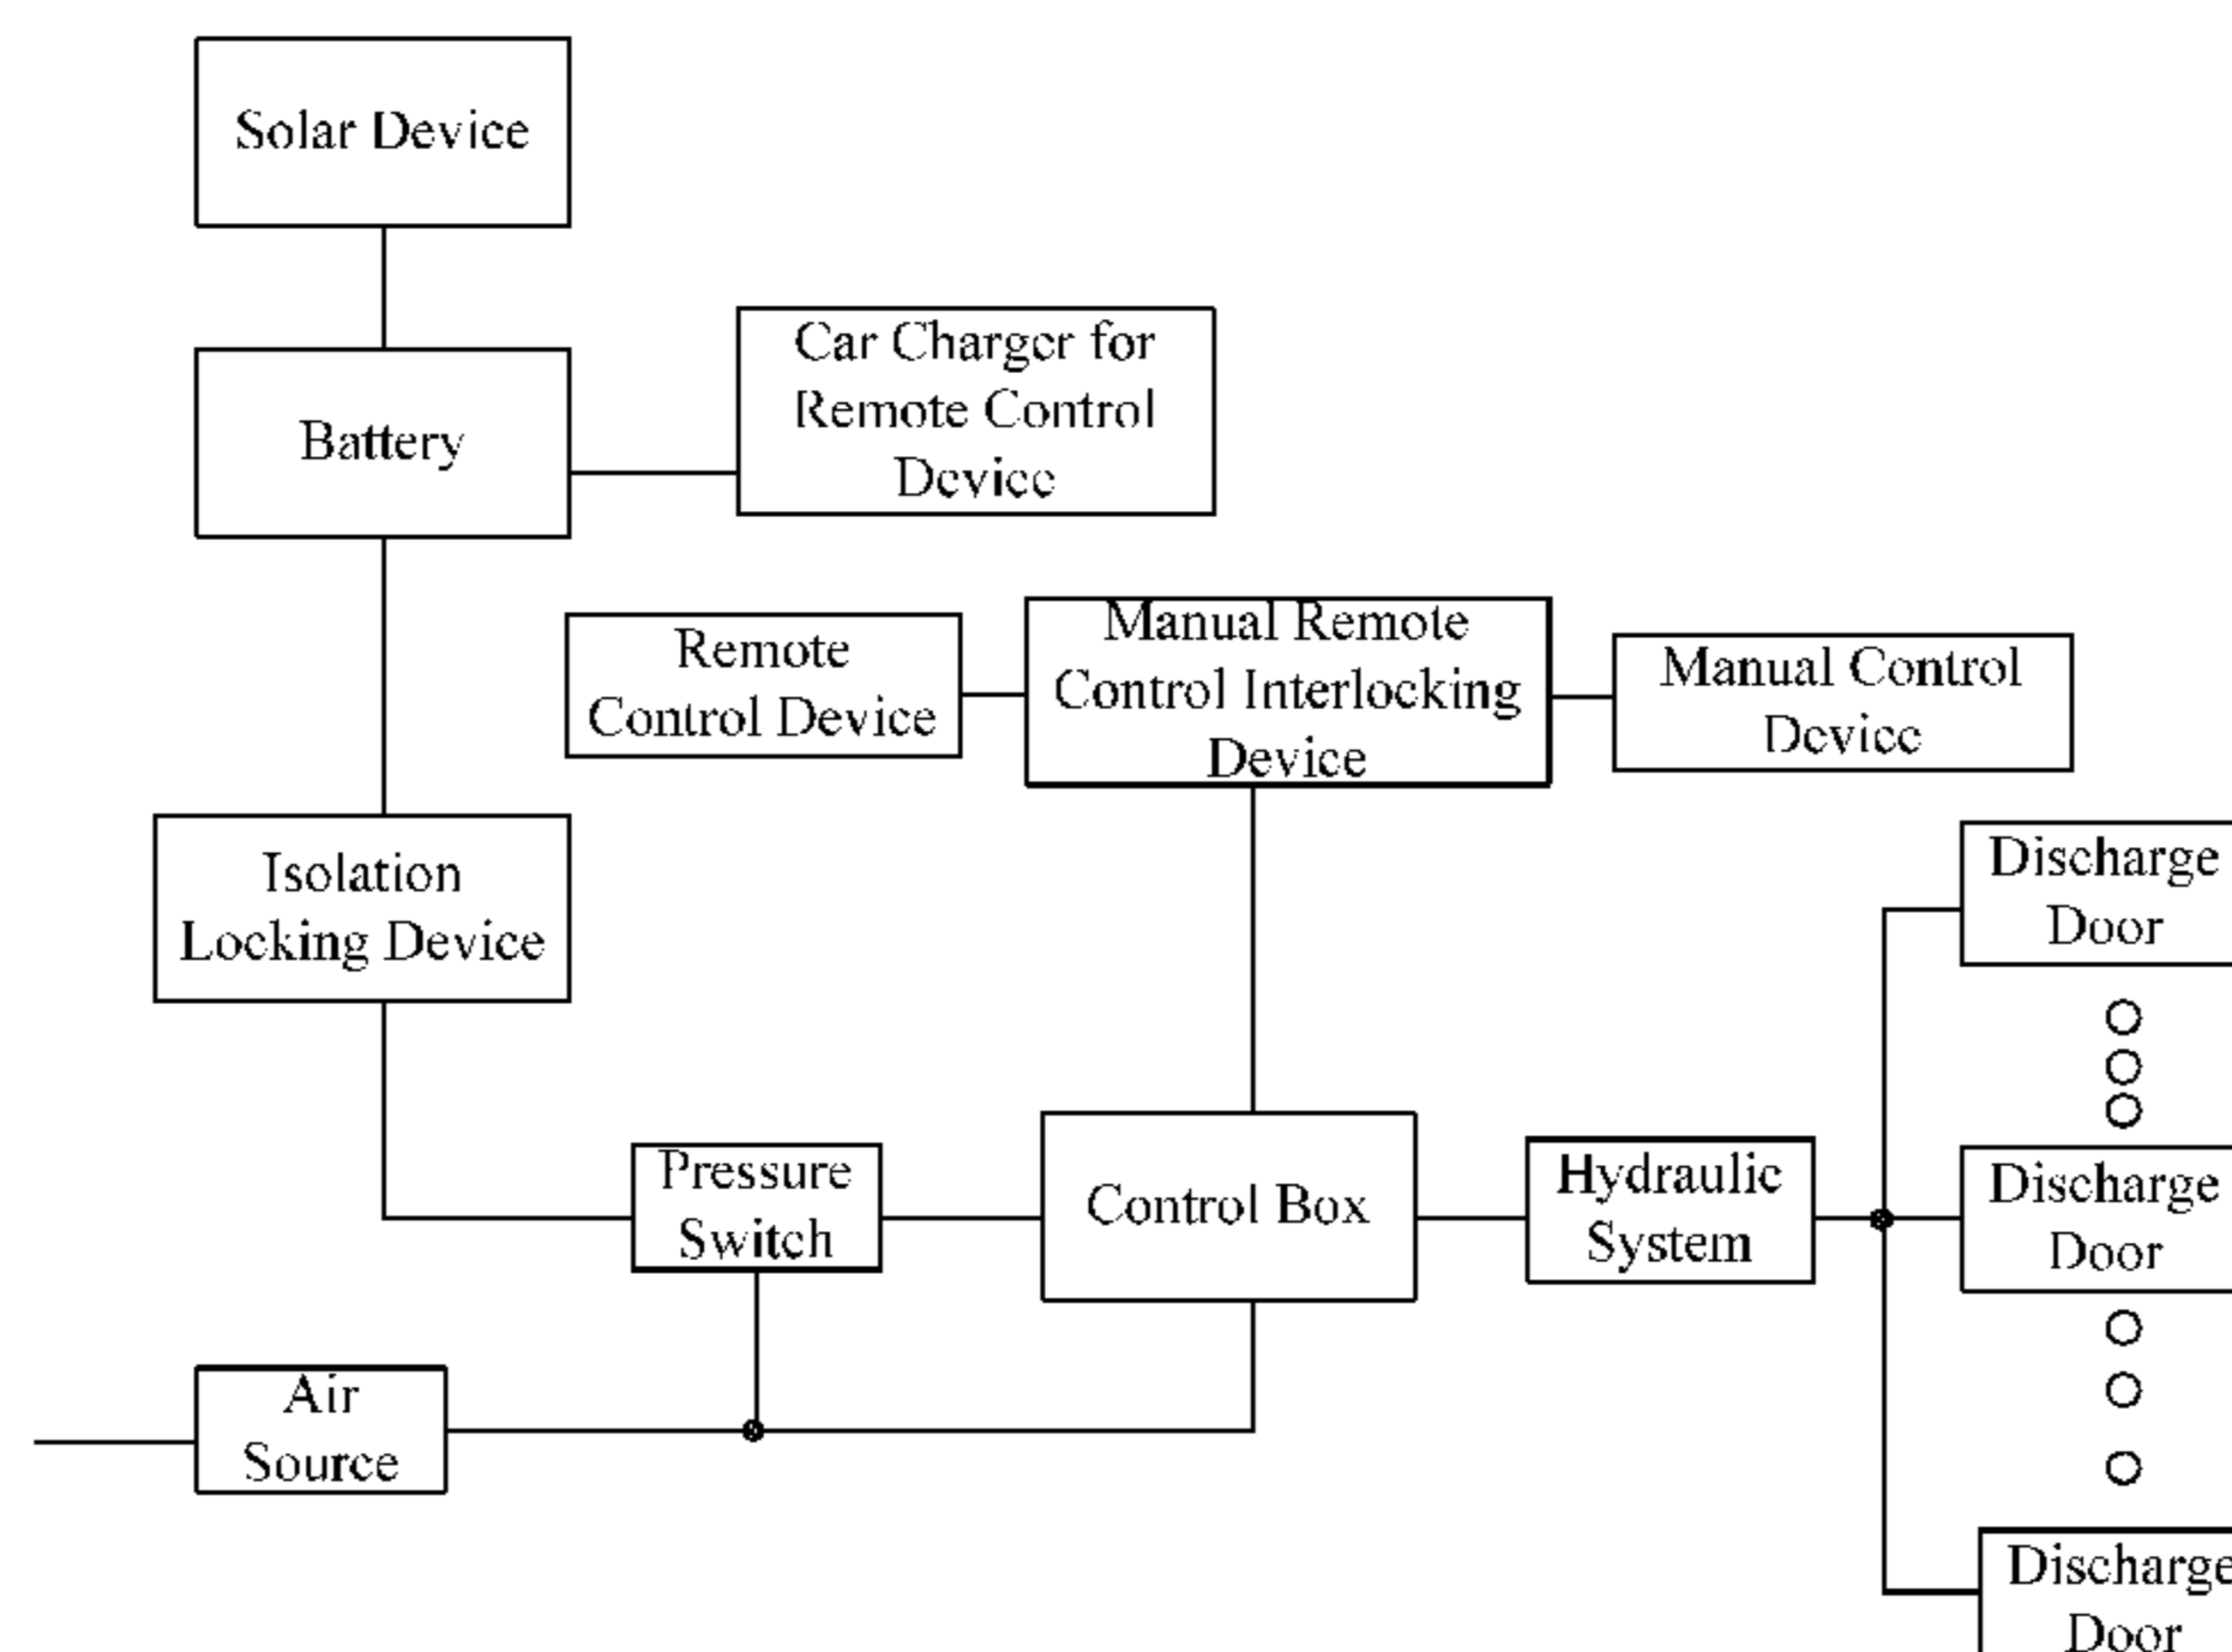 Solar Device
Battery
Car Charger for
Remote Control
Device
Remote
Control Device
Manual Remote
Control Interlocking
Device
Manual Control
Device
Isolation
Locking Device
Discharge
Door
Pressure
Switch
Control Box
Hydraulic
System
Discharge
Door
Air
Source
Discharge
Door